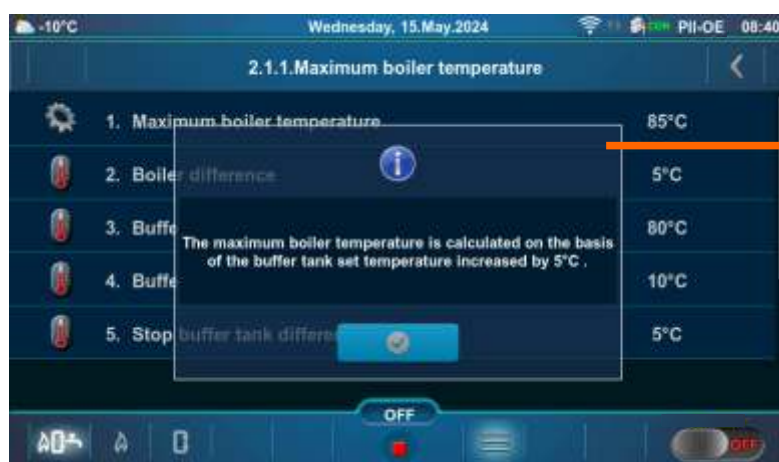 -10°C Wednesday, 15.May.2024 PII-OE 08:40
2.1.1.Maximum boiler temperature
1. Maximum boiler temperature 85°C
2. Boiler difference 5°C
3. Buffe 80°C
The maximum boiler temperature is calculated on the basis
of the buffer tank set temperature increased by 5°C .
4. Buffe 10°C
5. Stop buffer tank differe 5°C
OFF
OFF